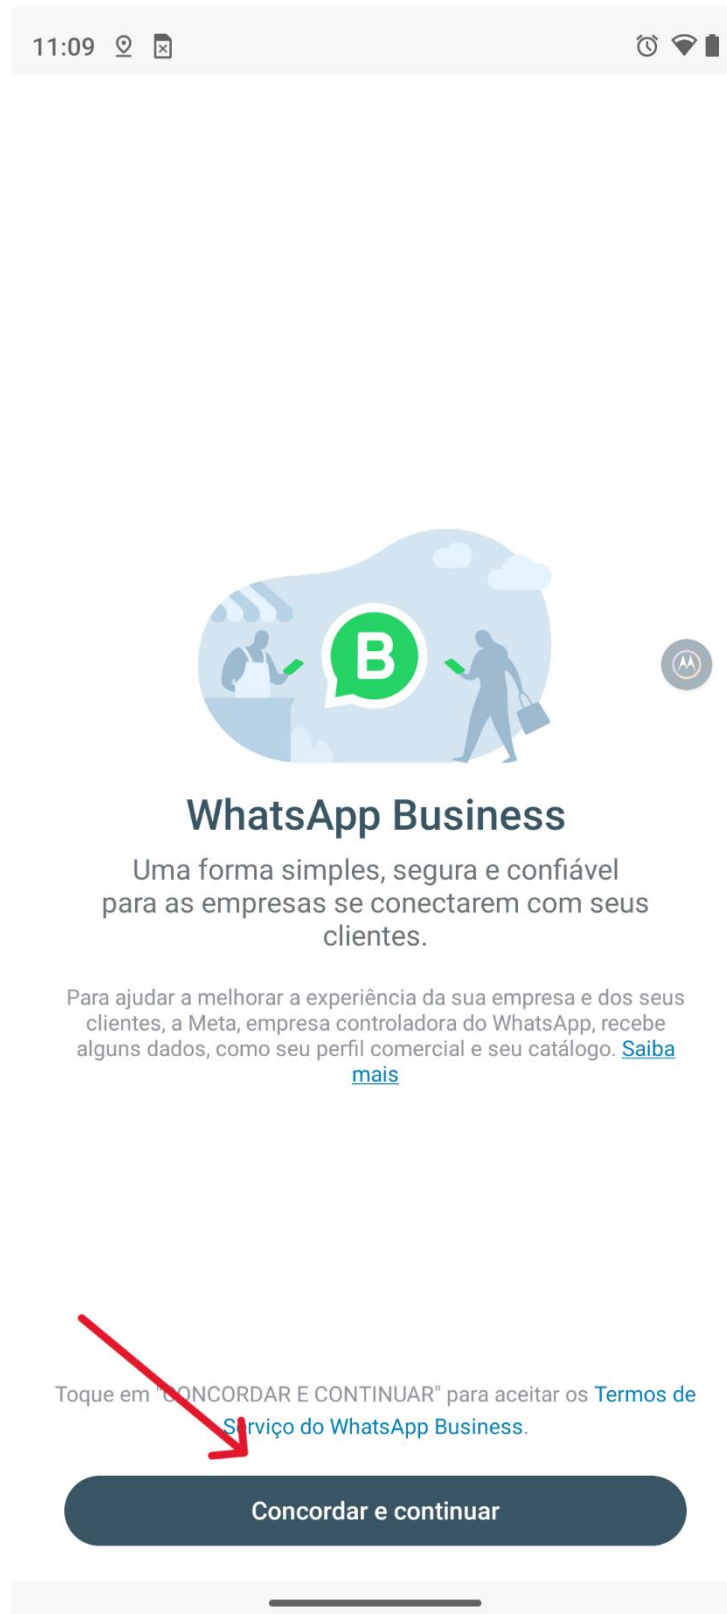 11:09
B
WhatsApp Business
Uma forma simples, segura e confiável
para as empresas se conectarem com seus
clientes.
Para ajudar a melhorar a experiência da sua empresa e dos seus
clientes, a Meta, empresa controladora do WhatsApp, recebe
alguns dados, como seu perfil comercial e seu catálogo. Saiba
mais
Toque em "CONCORDAR E CONTINUAR" para aceitar os Termos de
Serviço do WhatsApp Business.
Concordar e continuar